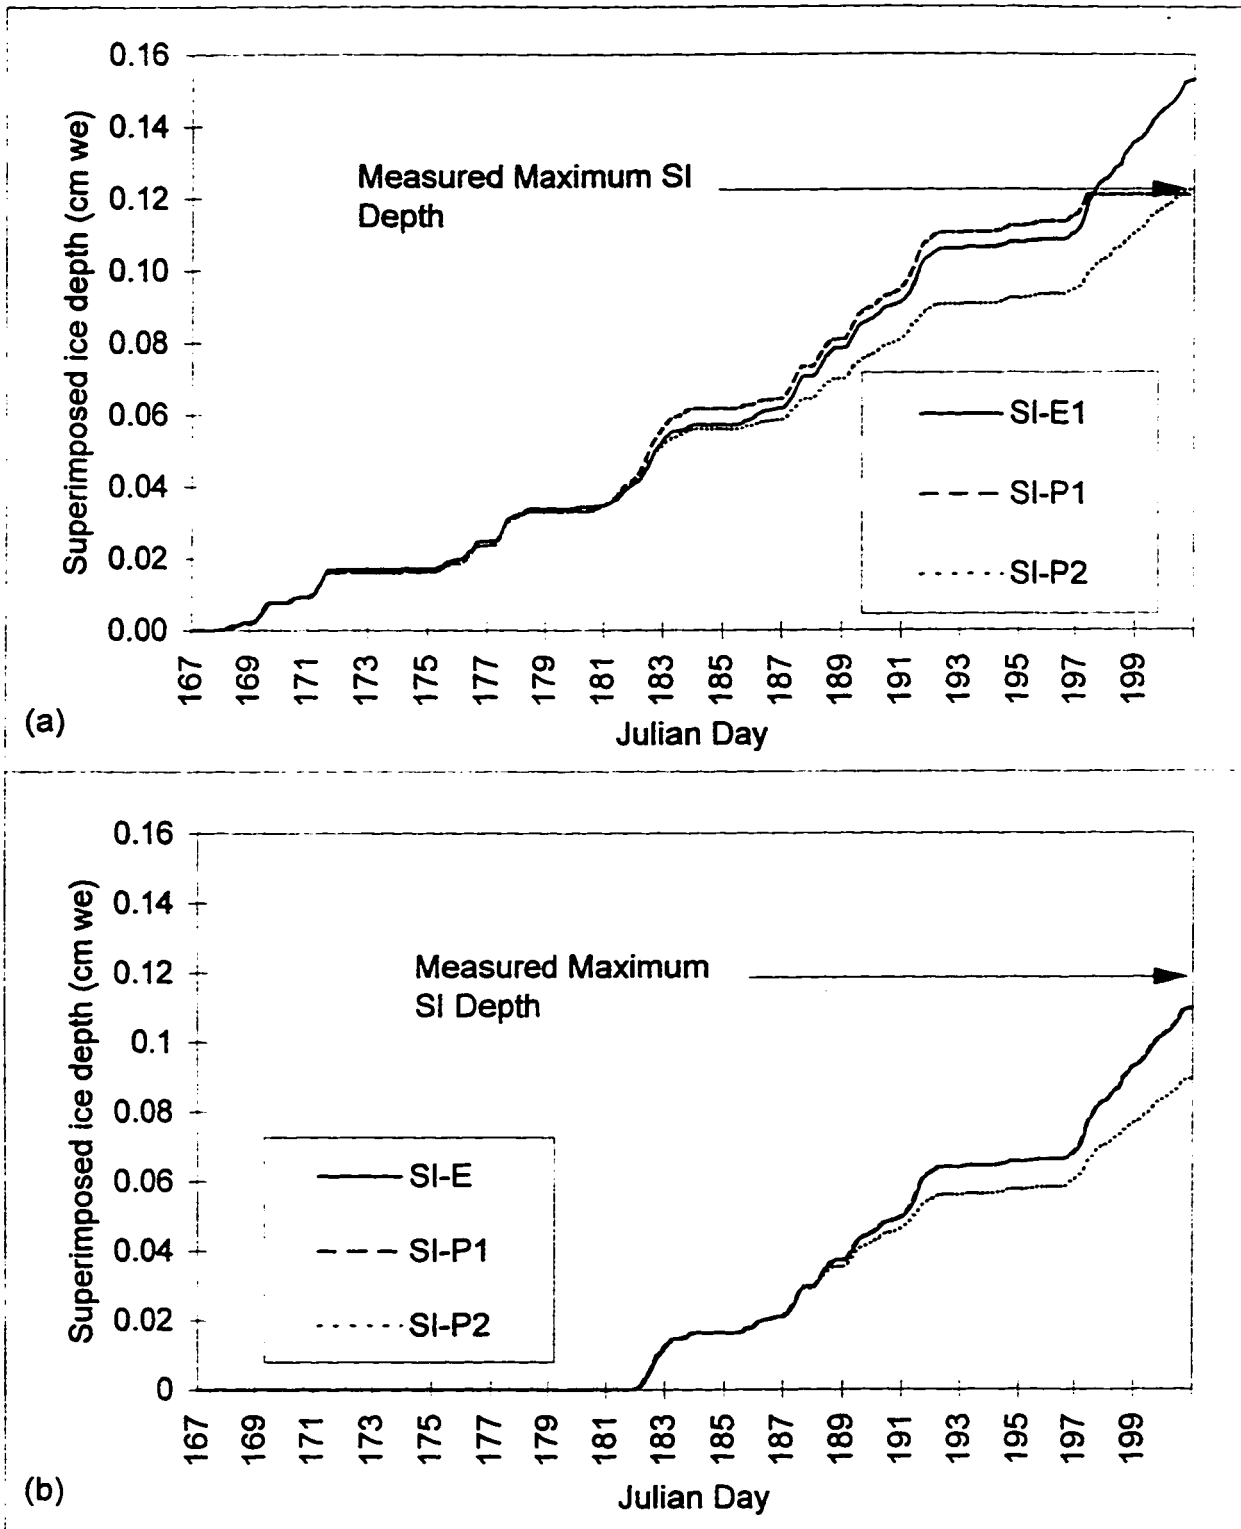 0.16
0.14
0.12
0.10
0.08
0.06
0.04
0.02
0.00
Superimposed ice depth (cm we)
Measured Maximum SI
Depth
SI-E1
SI-P1
SI-P2
167 169 171 173 175 177 179 181 183 185 187 189 191 193 195 197 199
Julian Day
(a)
0.16
0.14
0.12
0.1
0.08
0.06
0.04
0.02
0
Superimposed ice depth (cm we)
Measured Maximum
SI Depth
SI-E
SI-P1
SI-P2
167 169 171 173 175 177 179 181 183 185 187 189 191 193 195 197 199
Julian Day
(b)